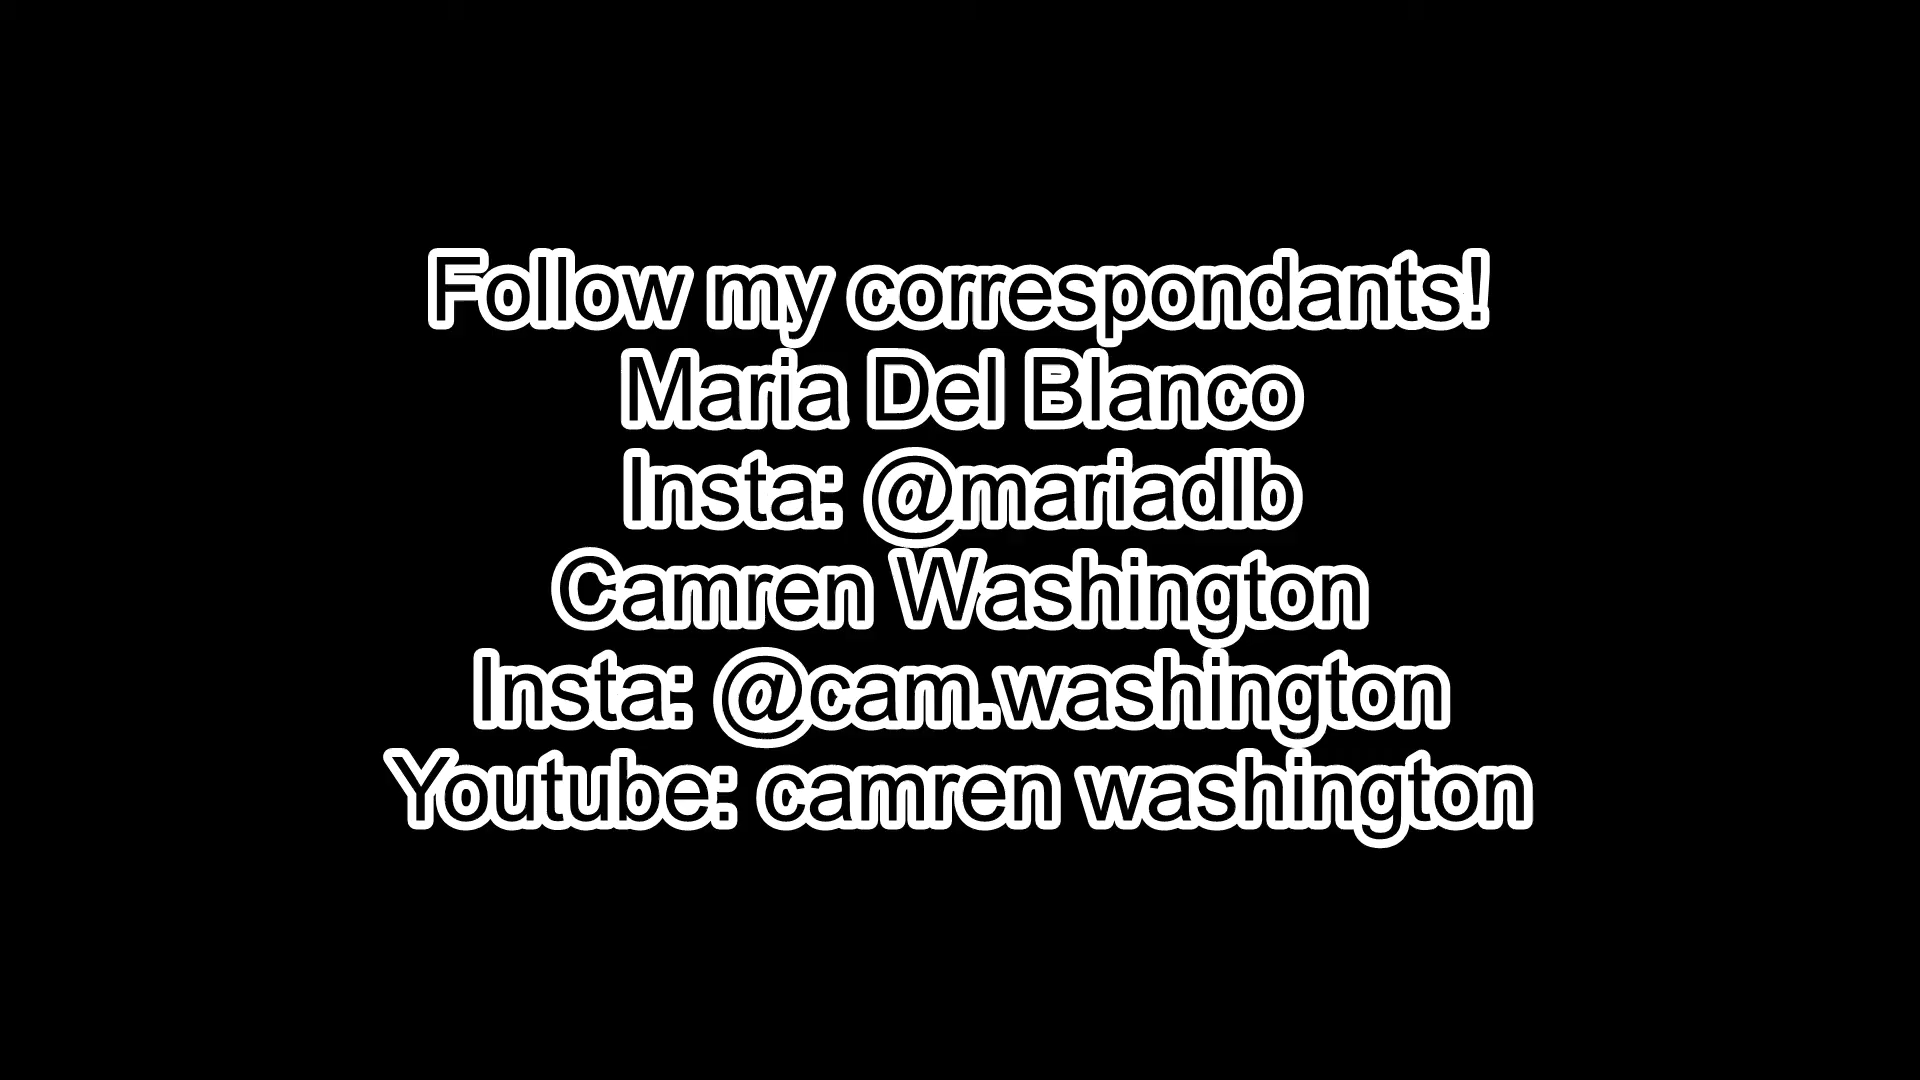 Follow my correspondants!
Maria Del Blanco
Insta: @mariadlb
Camren Washington
Insta: @cam.washington
Youtube: camren washington